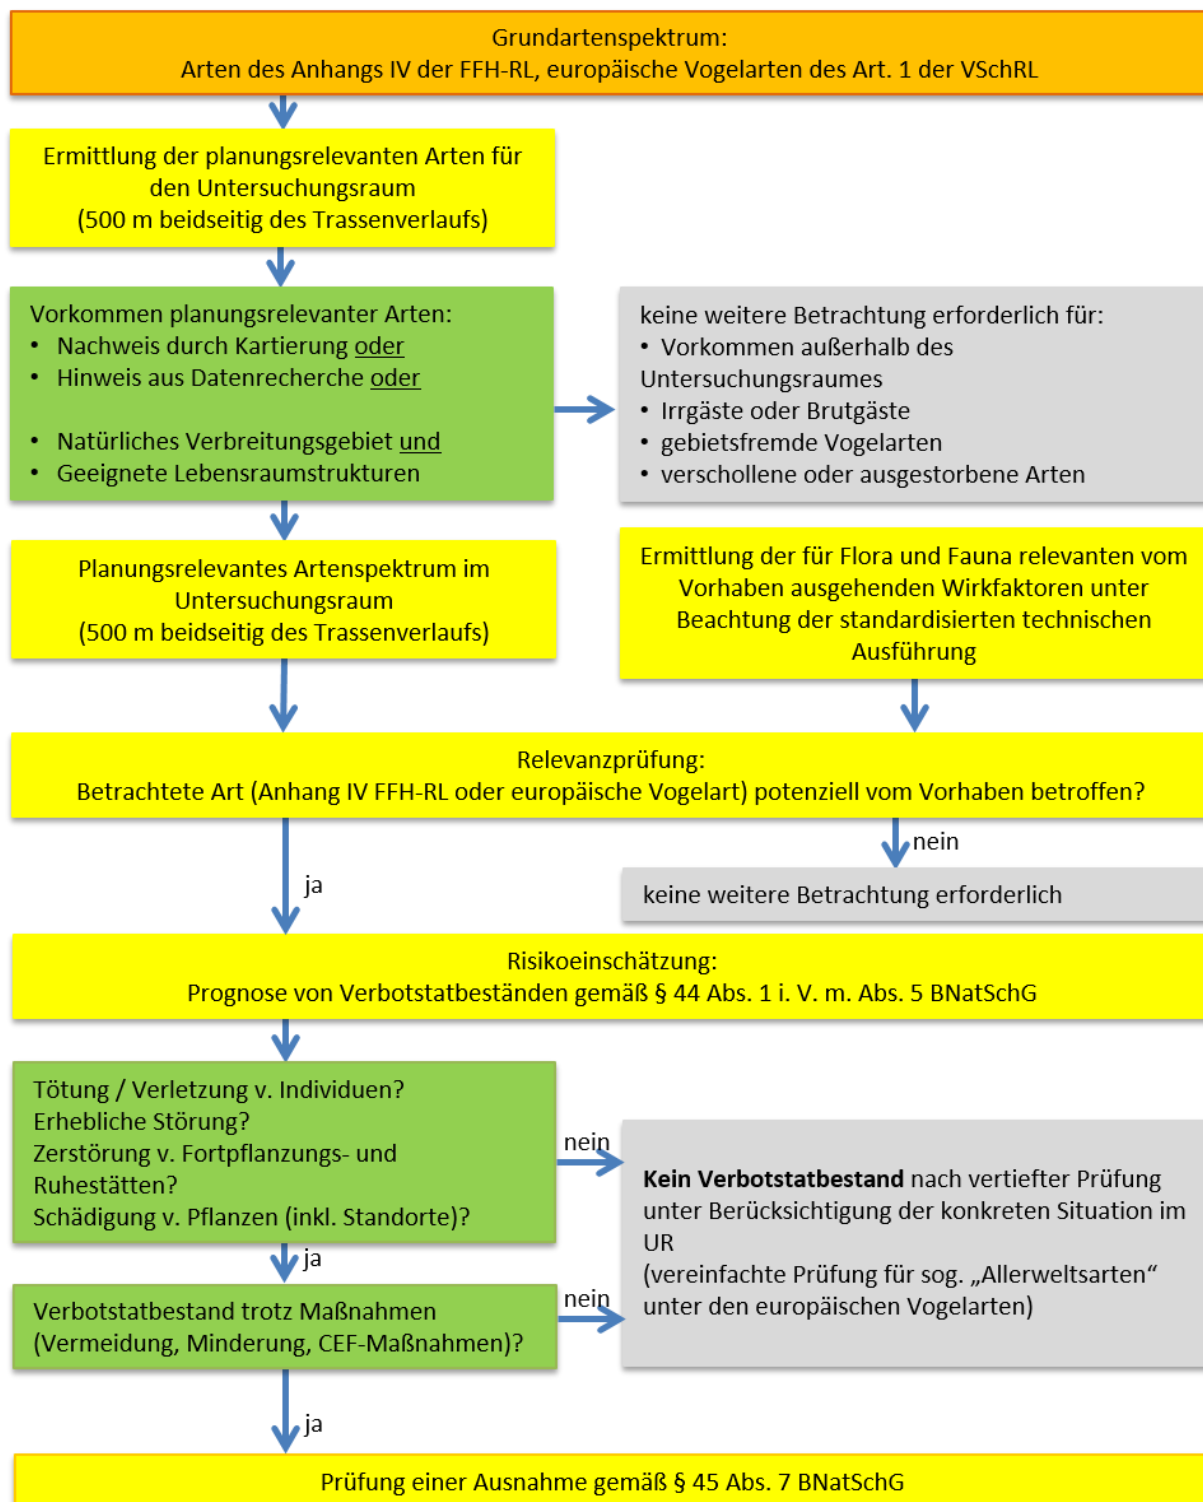 Grundartenspektrum:
Arten des Anhangs IV der FFH-RL, europäische Vogelarten des Art. 1 der VSchRL
Ermittlung der planungsrelevanten Arten für
den Untersuchungsraum
(500 m beidseitig des Trassenverlaufs)
Vorkommen planungsrelevanter Arten:
• Nachweis durch Kartierung oder
• Hinweis aus Datenrecherche oder
• Natürliches Verbreitungsgebiet und
• Geeignete Lebensraumstrukturen
keine weitere Betrachtung erforderlich für:
• Vorkommen außerhalb des
Untersuchungsraumes
• Irrgäste oder Brutgäste
• gebietsfremde Vogelarten
• verschollene oder ausgestorbene Arten
Planungsrelevantes Artenspektrum im
Untersuchungsraum
(500 m beidseitig des Trassenverlaufs)
Ermittlung der für Flora und Fauna relevanten vom
Vorhaben ausgehenden Wirkfaktoren unter
Beachtung der standardisierten technischen
Ausführung
Relevanzprüfung:
Betrachtete Art (Anhang IV FFH-RL oder europäische Vogelart) potenziell vom Vorhaben betroffen?
nein
ja
keine weitere Betrachtung erforderlich
Risikoeinschätzung:
Prognose von Verbotstatbeständen gemäß § 44 Abs. 1 i. V. m. Abs. 5 BNatSchG
Tötung / Verletzung v. Individuen?
Erhebliche Störung?
Zerstörung v. Fortpflanzungs- und
Ruhestätten?
Schädigung v. Pflanzen (inkl. Standorte)?
nein
ja
Verbotstatbestand trotz Maßnahmen
(Vermeidung, Minderung, CEF-Maßnahmen)?
nein
Kein Verbotstatbestand nach vertiefter Prüfung
unter Berücksichtigung der konkreten Situation im
UR
(vereinfachte Prüfung für sog. „Allerweltsarten“
unter den europäischen Vogelarten)
ja
Prüfung einer Ausnahme gemäß § 45 Abs. 7 BNatSchG